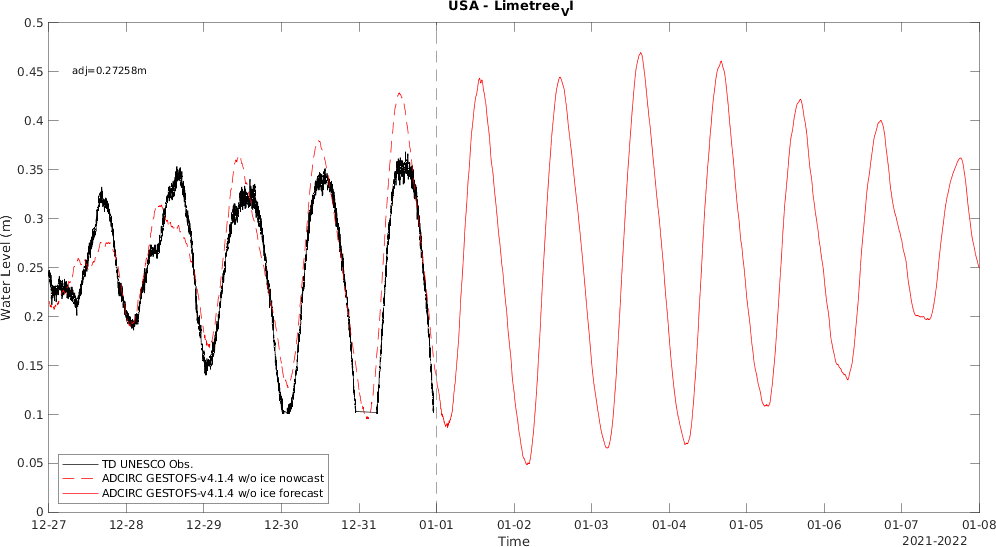 USA - LimetreeVI
0.5
0.45
0.4
0.35
0.3
0.25
0.2
0.15
0.1
0.05
0
Water Level (m)
adj=0.27258m
TD UNESCO Obs.
ADCIRC GESTOFS-v4.1.4 w/o ice nowcast
ADCIRC GESTOFS-v4.1.4 w/o ice forecast
12-27 12-28 12-29 12-30 12-31 01-01 01-02 01-03 01-04 01-05 01-06 01-07 01-08
Time
2021-2022